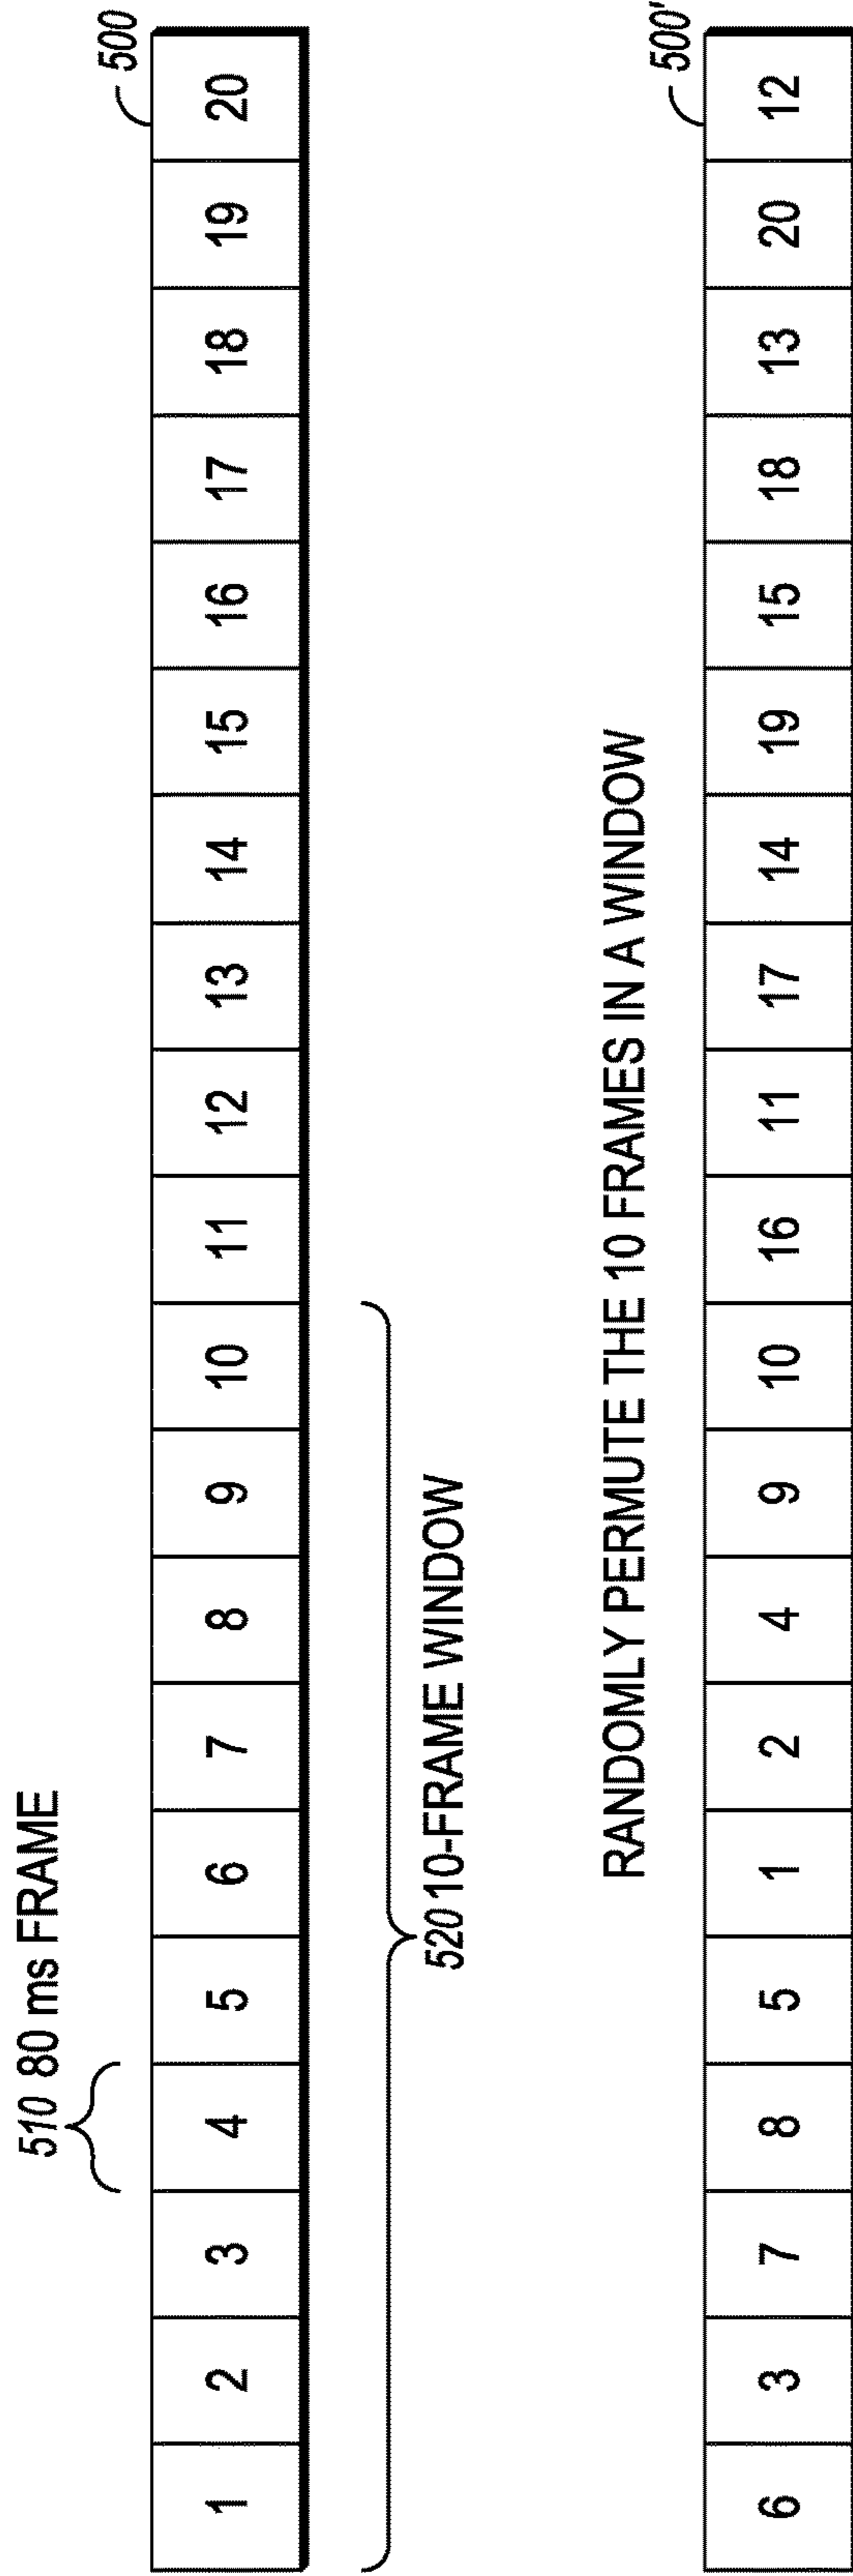 510 80 ms FRAME
500
1 2 3 4 5 6 7 8 9 10 11 12 13 14 15 16 17 18 19 20
520 10-FRAME WINDOW
RANDOMLY PERMUTE THE 10 FRAMES IN A WINDOW
500'
6 3 7 8 5 1 2 4 9 10 16 11 17 14 19 15 18 13 20 12